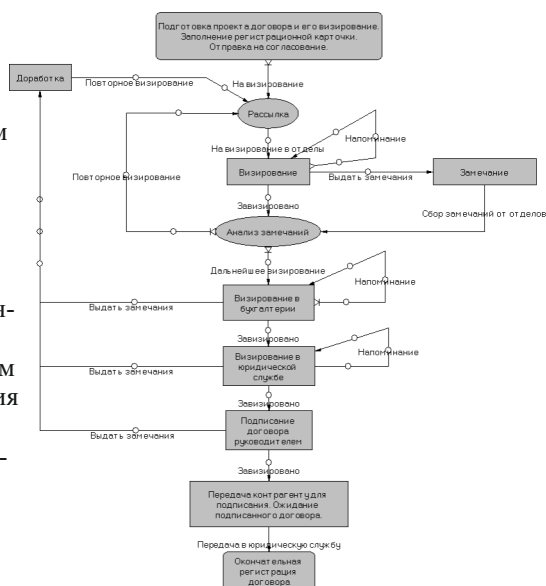 Подготовка проекта договора и его визирование.
Заполнение регистрационной карточки.
Отправка на согласование.
Доработка
Повторное визирование
На визирование
Рассылка
м
Напоминание
На визирование в отделы
Повторное визирование
Визирование
Выдать замечания
Замечание
Завизировано
Сбор замечаний от отделов
Анализ замечаний
Дальнейшее визирование
Напоминание
Визирование в
бухгалтерии
Выдать замечания
н-
Завизировано
Визирование в
юридической
службе
Напоминание
м
Выдать замечания
ия
Завизировано
Подписание
договора
руководителем
Выдать замечания
-
Завизировано
Передача контрагенту для
подписания. Ожидание
подписанного договора.
Передача в юридическую службу
Окончательная
регистрация
договора